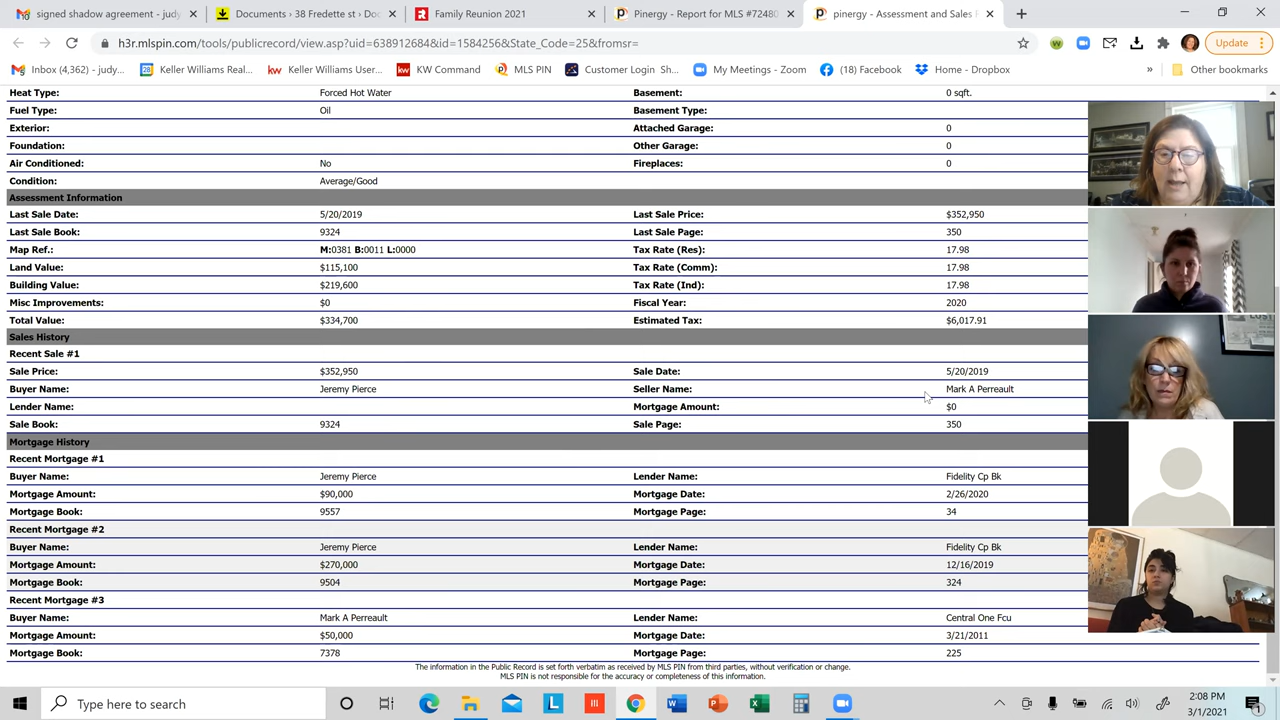 signed shadow agreement - judy
Documents › 38 Fredette st › Doc
Family Reunion 2021
Pinergy - Report for MLS #72480
pinergy - Assessment and Sales
h3r.mlspin.com/tools/publicrecord/view.asp?uid=638912684&id=1584256&State_Code=25&fromsr=
Update
Inbox (4,362) - judy...
28 Keller Williams Real...
kw Keller Williams User...
KW Command
MLS PIN
Customer Login Sh...
My Meetings - Zoom
(18) Facebook
Home - Dropbox
»
Other bookmarks
Heat Type: Forced Hot Water Basement: 0 sqft.
Fuel Type: Oil Basement Type:
Exterior: Attached Garage: 0
Foundation: Other Garage: 0
Air Conditioned: No Fireplaces: 0
Condition: Average/Good
Assessment Information
Last Sale Date: 5/20/2019 Last Sale Price: $352,950
Last Sale Book: 9324 Last Sale Page: 350
Map Ref.: M:0381 B:0011 L:0000 Tax Rate (Res): 17.98
Land Value: $115,100 Tax Rate (Comm): 17.98
Building Value: $219,600 Tax Rate (Ind): 17.98
Misc Improvements: $0 Fiscal Year: 2020
Total Value: $334,700 Estimated Tax: $6,017.91
Sales History
Recent Sale #1
Sale Price: $352,950 Sale Date: 5/20/2019
Buyer Name: Jeremy Pierce Seller Name: Mark A Perreault
Lender Name: Mortgage Amount: $0
Sale Book: 9324 Sale Page: 350
Mortgage History
Recent Mortgage #1
Buyer Name: Jeremy Pierce Lender Name: Fidelity Cp Bk
Mortgage Amount: $90,000 Mortgage Date: 2/26/2020
Mortgage Book: 9557 Mortgage Page: 34
Recent Mortgage #2
Buyer Name: Jeremy Pierce Lender Name: Fidelity Cp Bk
Mortgage Amount: $270,000 Mortgage Date: 12/16/2019
Mortgage Book: 9504 Mortgage Page: 324
Recent Mortgage #3
Buyer Name: Mark A Perreault Lender Name: Central One Fcu
Mortgage Amount: $50,000 Mortgage Date: 3/21/2011
Mortgage Book: 7378 Mortgage Page: 225
The information in the Public Record is set forth verbatim as received by MLS PIN from third parties, without verification or change.
MLS PIN is not responsible for the accuracy or completeness of this information.
Type here to search
2:08 PM
3/1/2021